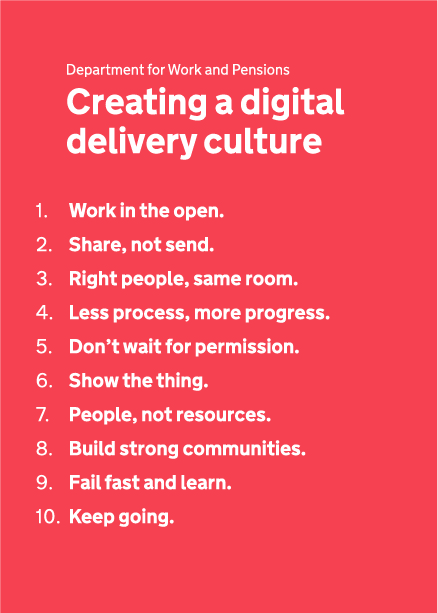 Department for Work and Pensions
Creating a digital
delivery culture
1. Work in the open.
2. Share, not send.
3. Right people, same room.
4. Less process, more progress.
5. Don’t wait for permission.
6. Show the thing.
7. People, not resources.
8. Build strong communities.
9. Fail fast and learn.
10. Keep going.